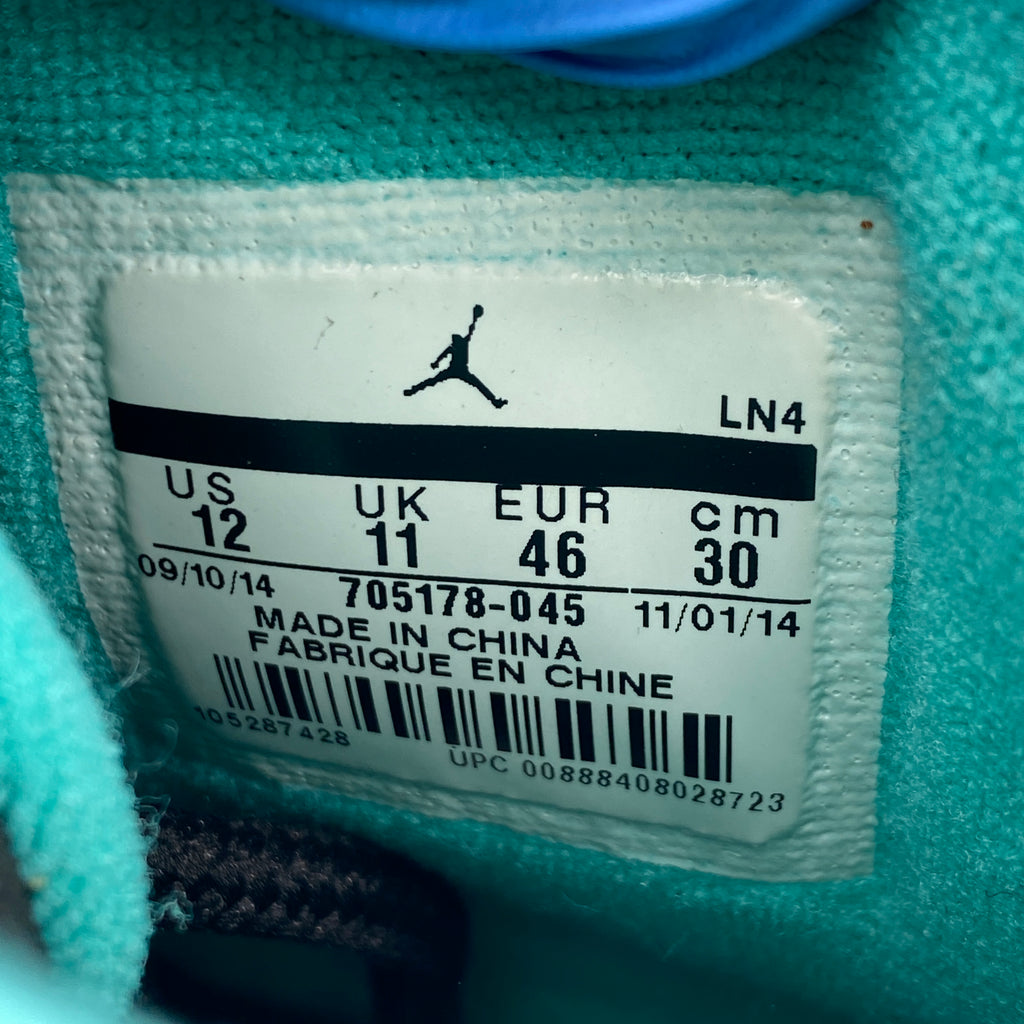 LN4
US UK EUR cm
12 11 46 30
09/10/14 705178-045 11/01/14
MADE IN CHINA
FABRIQUE EN CHINE
105287428
UPC 00888408028723